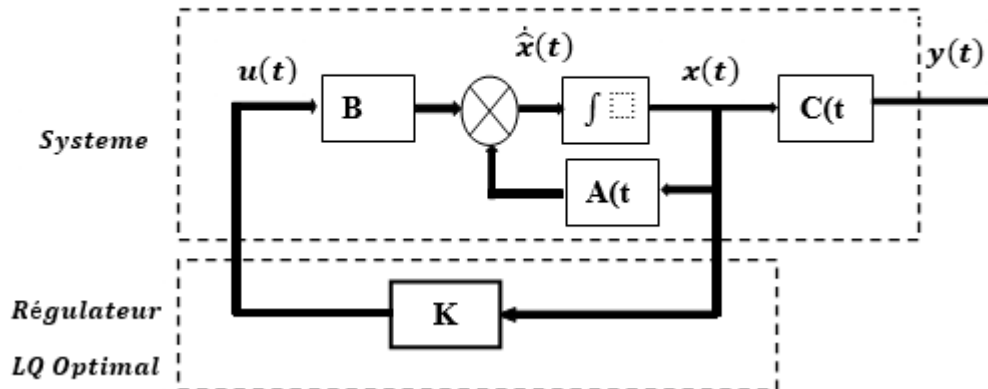 u(t)
ẋ̂(t)
x(t)
y(t)
B
∫
C(t
Systeme
A(t
Régulateur
LQ Optimal
K